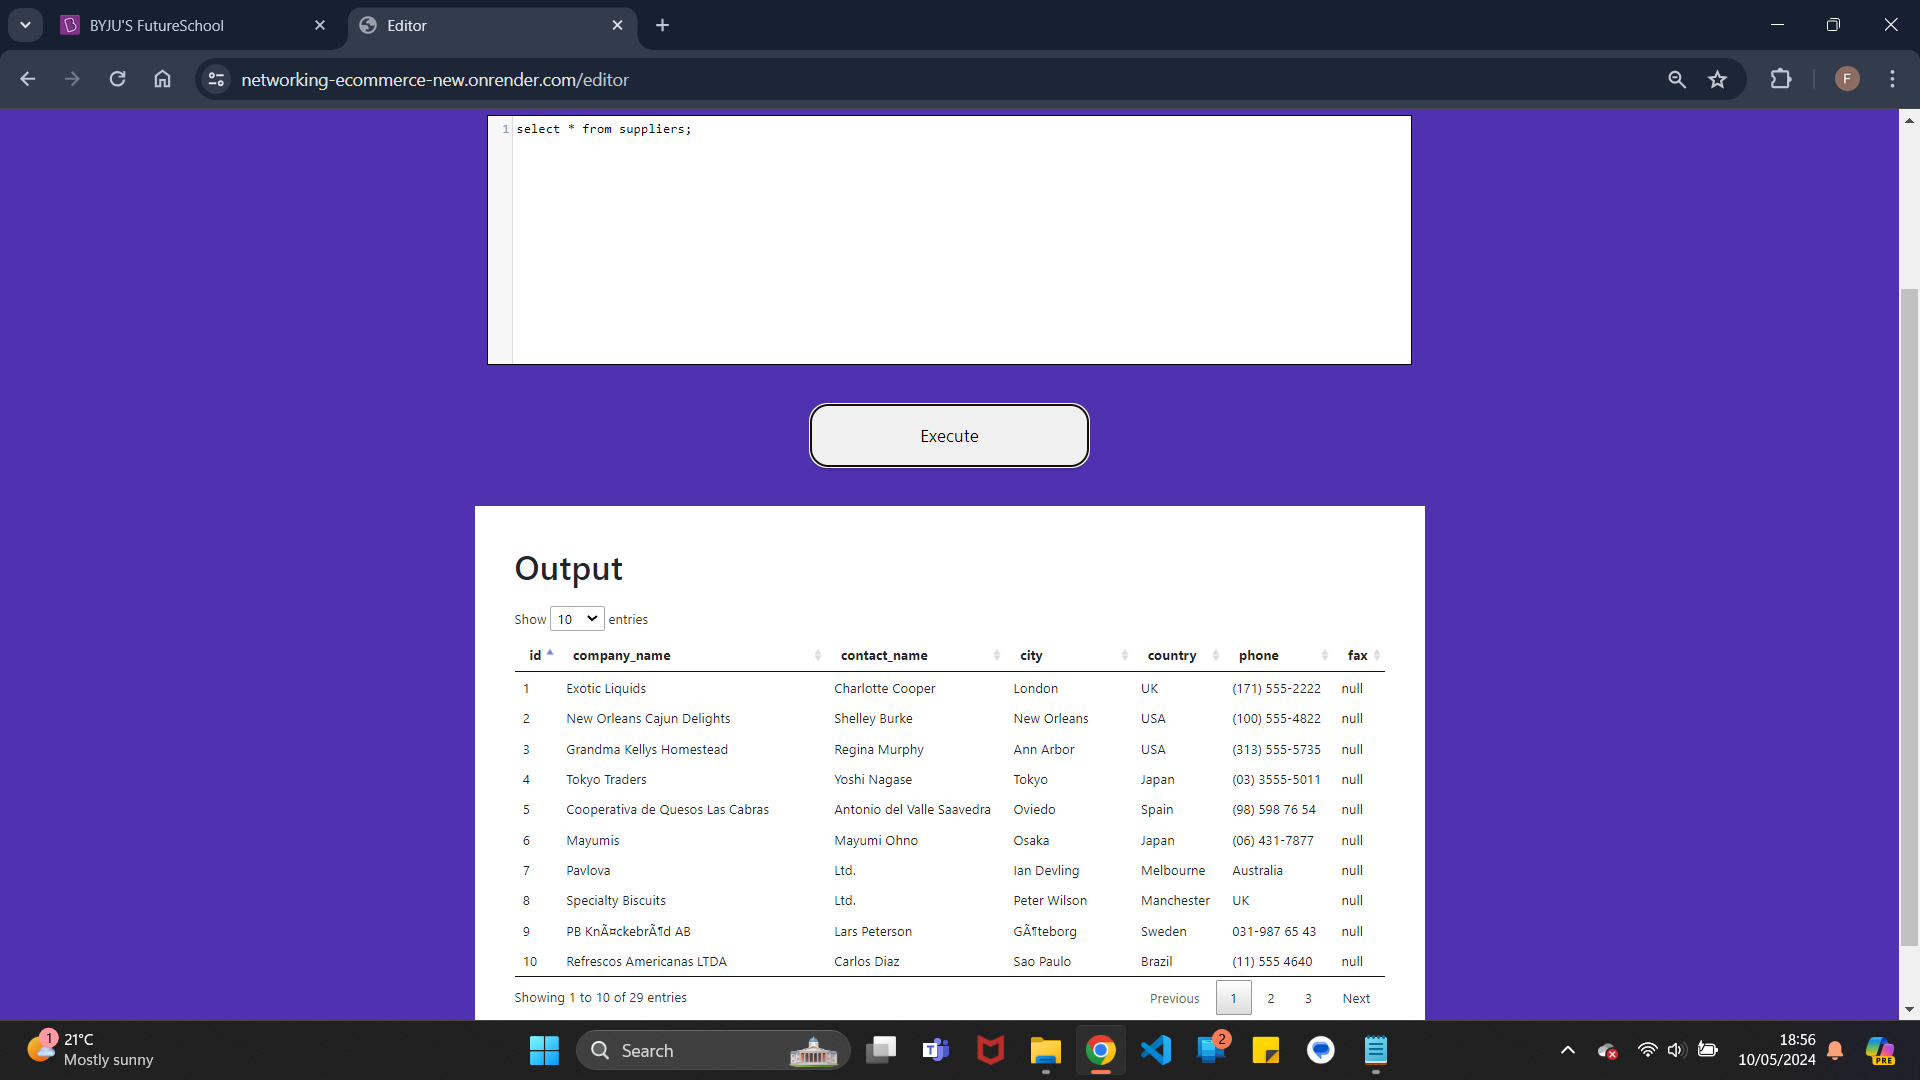 BYJU'S FutureSchool
Editor
networking-ecommerce-new.onrender.com/editor
F
1 select * from suppliers;
Execute
Output
Show 10 entries
id company_name contact_name city country phone fax
1 Exotic Liquids Charlotte Cooper London UK (171) 555-2222 null
2 New Orleans Cajun Delights Shelley Burke New Orleans USA (100) 555-4822 null
3 Grandma Kellys Homestead Regina Murphy Ann Arbor USA (313) 555-5735 null
4 Tokyo Traders Yoshi Nagase Tokyo Japan (03) 3555-5011 null
5 Cooperativa de Quesos Las Cabras Antonio del Valle Saavedra Oviedo Spain (98) 598 76 54 null
6 Mayumis Mayumi Ohno Osaka Japan (06) 431-7877 null
7 Pavlova Ltd. Ian Devling Melbourne Australia null
8 Specialty Biscuits Ltd. Peter Wilson Manchester UK null
9 PB KnÃ¤ckebrÃ¶d AB Lars Peterson GÃ¶teborg Sweden 031-987 65 43 null
10 Refrescos Americanas LTDA Carlos Diaz Sao Paulo Brazil (11) 555 4640 null
Showing 1 to 10 of 29 entries
Previous 1 2 3 Next
1
21°C
Mostly sunny
Search
2
18:56
10/05/2024
PRE